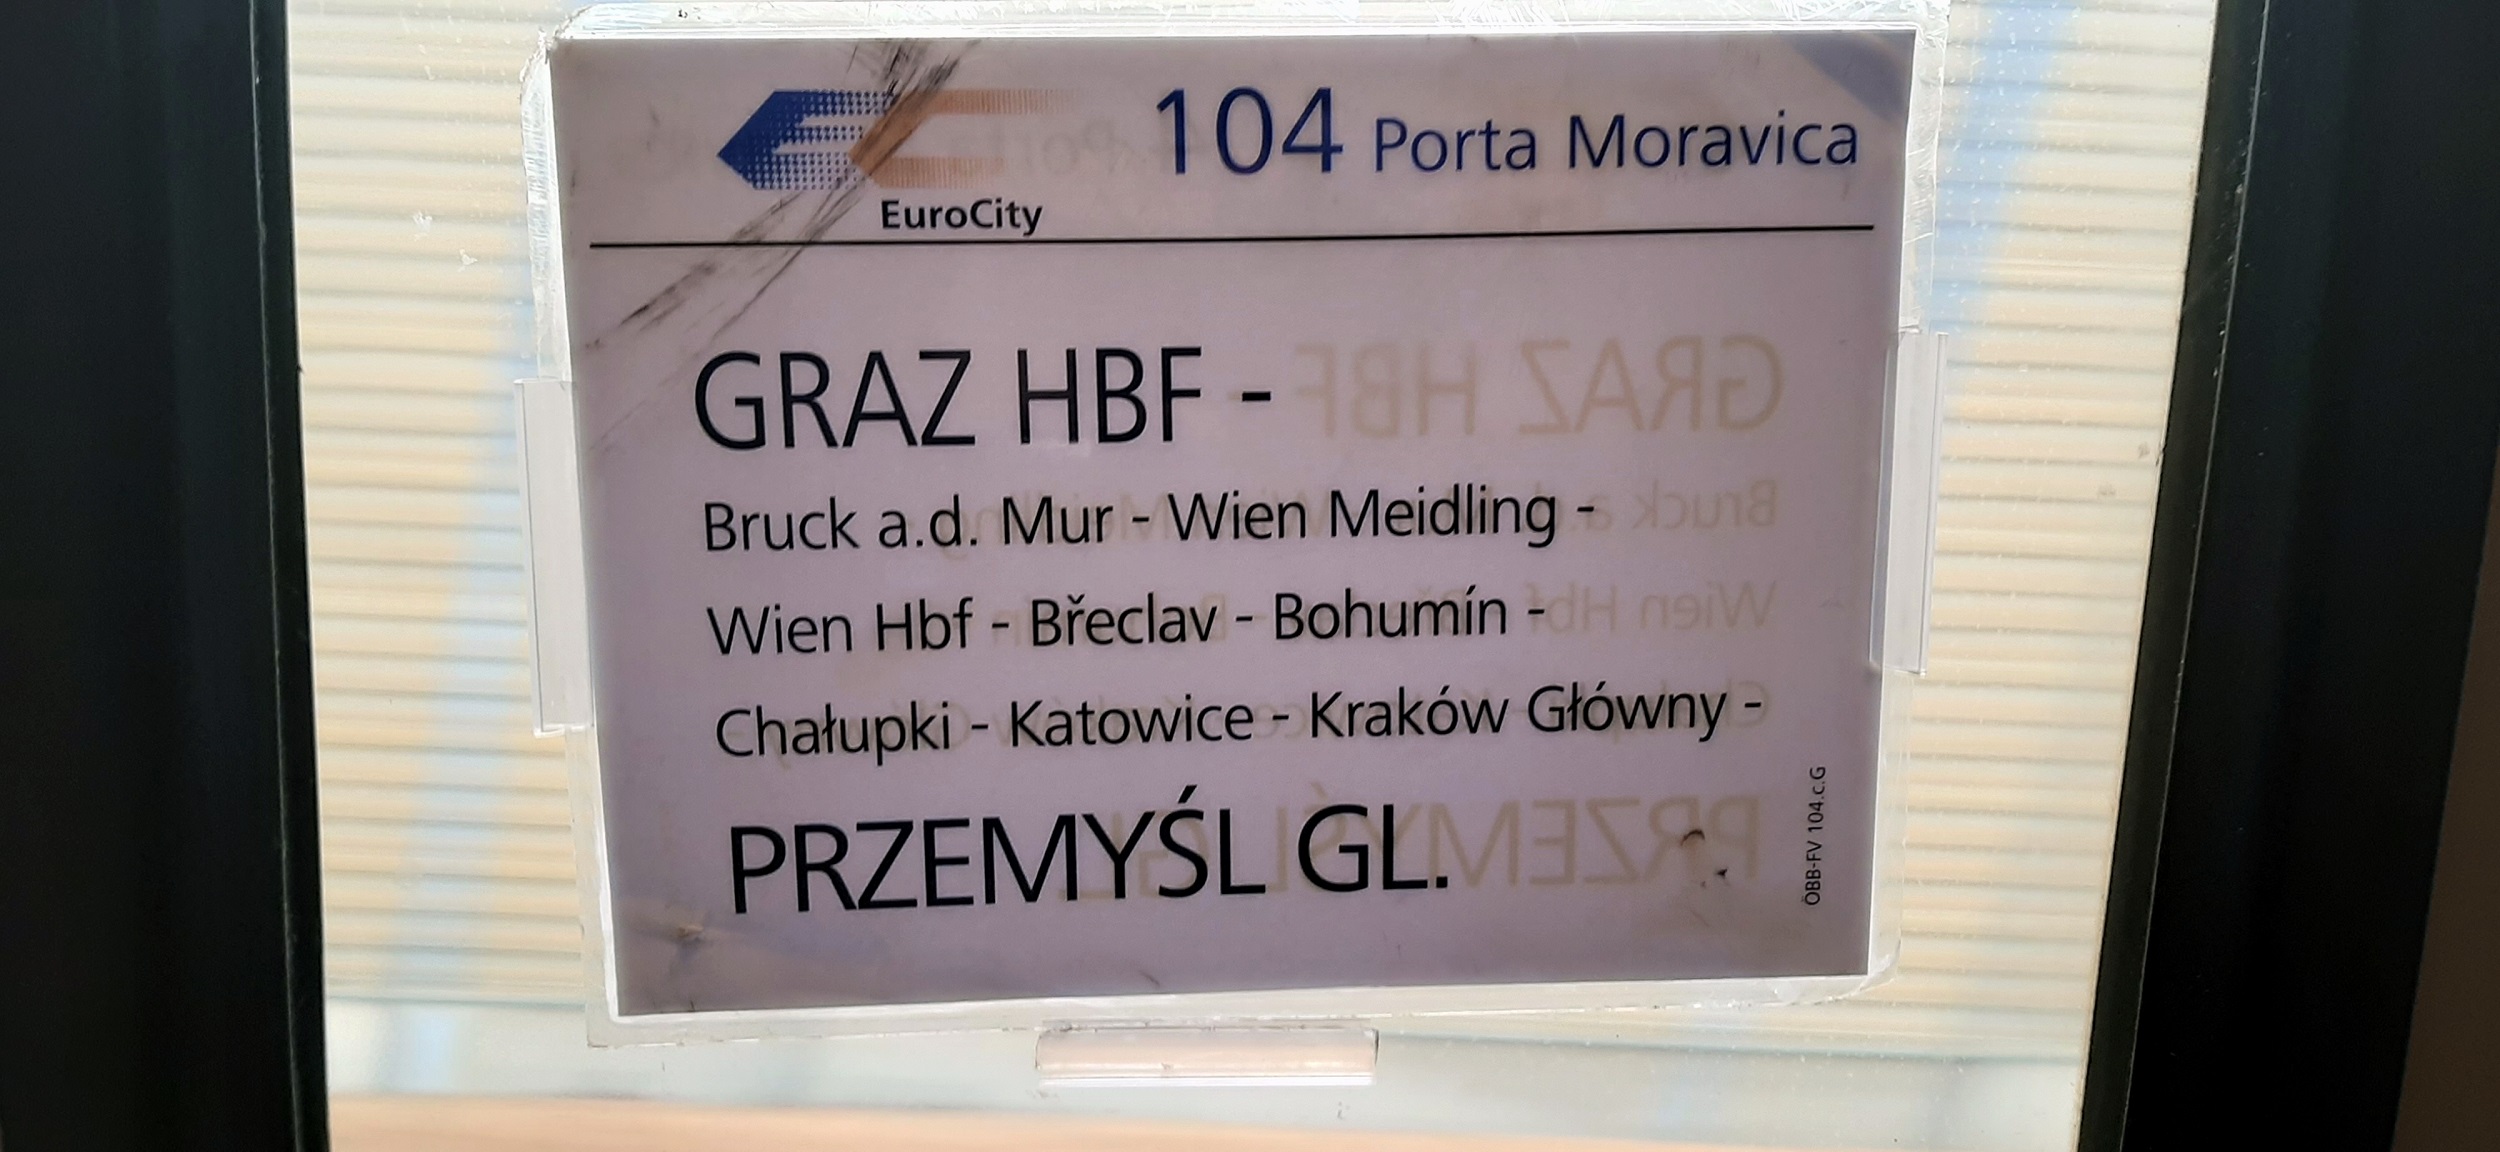 104 Porta Moravica
EuroCity
GRAZ HBF -
Bruck a.d. Mur - Wien Meidling -
Wien Hbf - Břeclav - Bohumín -
Chałupki - Katowice - Kraków Główny -
PRZEMYŚL GL.
ÖBB-FV 104.c.G